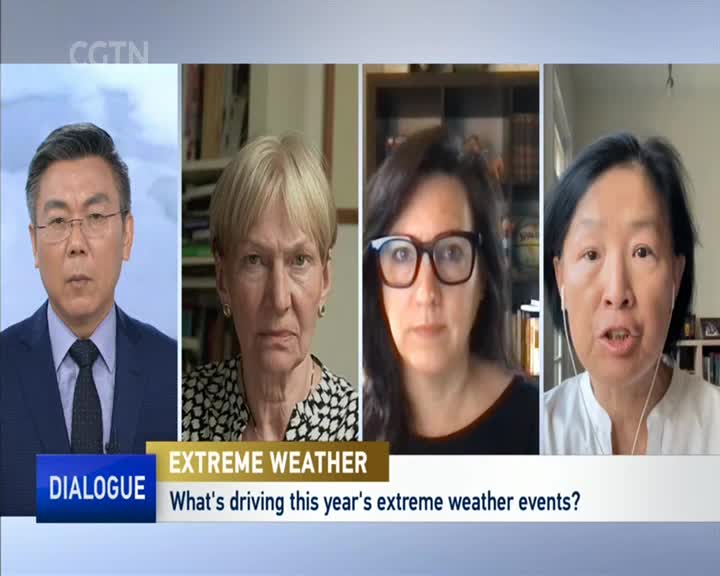 CGTN
EXTREME WEATHER
DIALOGUE
What's driving this year's extreme weather events?